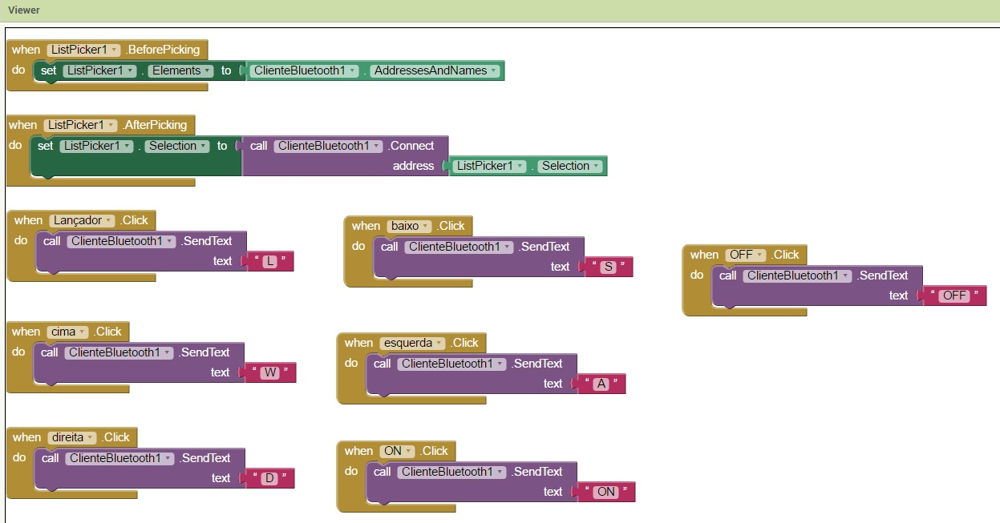 Viewer
when ListPicker1 .BeforePicking
do set ListPicker1 . Elements to ClienteBluetooth1 . AddressesAndNames
when ListPicker1 .AfterPicking
do set ListPicker1 . Selection to call ClienteBluetooth1 .Connect
address ListPicker1 . Selection
when Lançador .Click
do call ClienteBluetooth1 .SendText
text " L "
when baixo .Click
do call ClienteBluetooth1 .SendText
text " S "
when OFF .Click
do call ClienteBluetooth1 .SendText
text " OFF "
when cima .Click
do call ClienteBluetooth1 .SendText
text " W "
when esquerda .Click
do call ClienteBluetooth1 .SendText
text " A "
when direita .Click
do call ClienteBluetooth1 .SendText
text " D "
when ON .Click
do call ClienteBluetooth1 .SendText
text " ON "